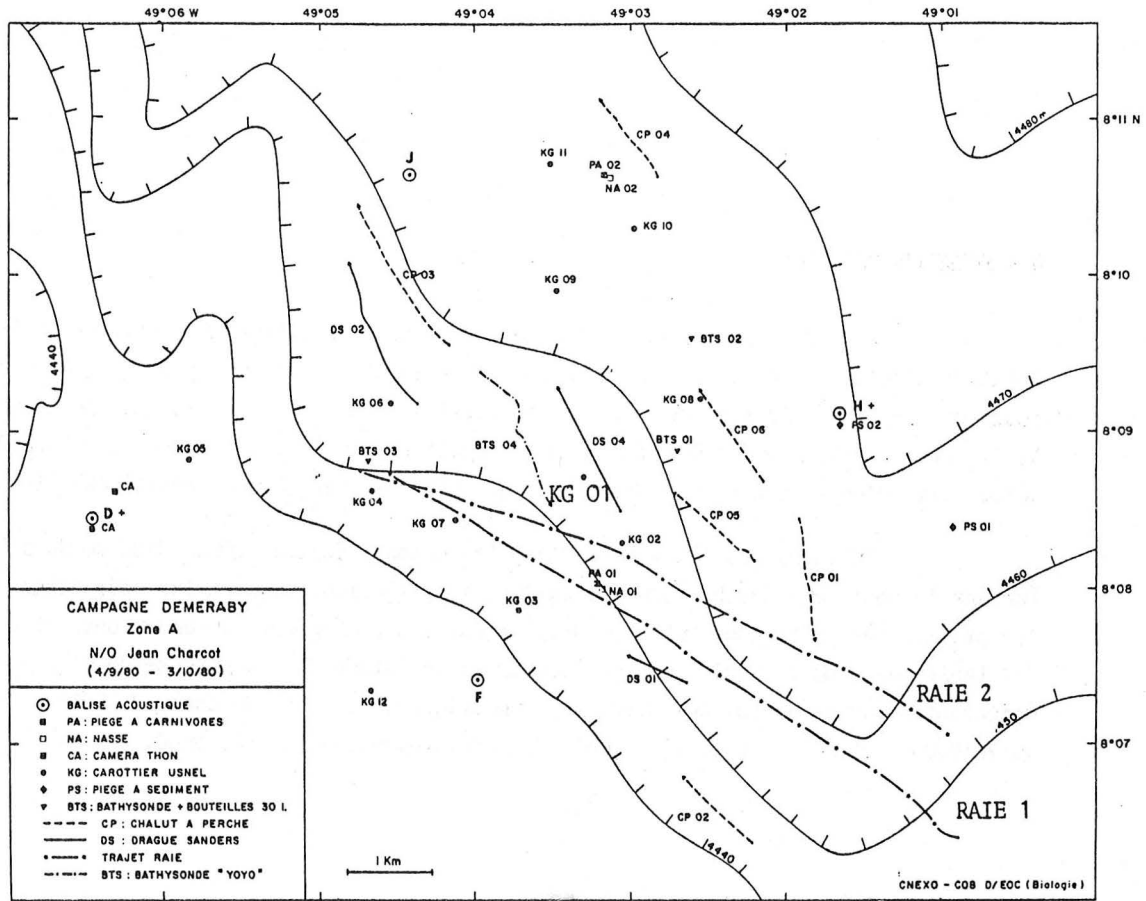 49°06 W
49°05
49°04
49°03
49°02
49°01
4480 m
8°11 N
CP 04
KG 11
J
PA 02
NA 02
KG 10
8°10
CP 03
KG 09
DS 02
BTS 02
4440
4470
KG 06
KG 08
H +
PS 02
8°09
KG 05
BTS 03
BTS 04
DS 04
BTS 01
CP 06
CA
KG 04
KG 01
D +
CA
KG 07
KG 02
CP 05
PS 01
CP 01
4460
PA 01
NA 01
8°08
KG 03
DS 01
RAIE 2
F
KG 12
450
8°07
CP 02
RAIE 1
4440
CAMPAGNE DEMERABY
Zone A
N/O Jean Charcot
(4/9/80 - 3/10/80)
BALISE ACOUSTIQUE
PA : PIEGE A CARNIVORES
NA : NASSE
CA : CAMERA THON
KG : CAROTTIER USNEL
PS : PIEGE A SEDIMENT
BTS : BATHYSONDE + BOUTEILLES 30 l.
CP : CHALUT A PERCHE
DS : DRAGUE SANDERS
TRAJET RAIE
BTS : BATHYSONDE "YOYO"
1 Km
CNEXO - COB D/EOC (Biologie)